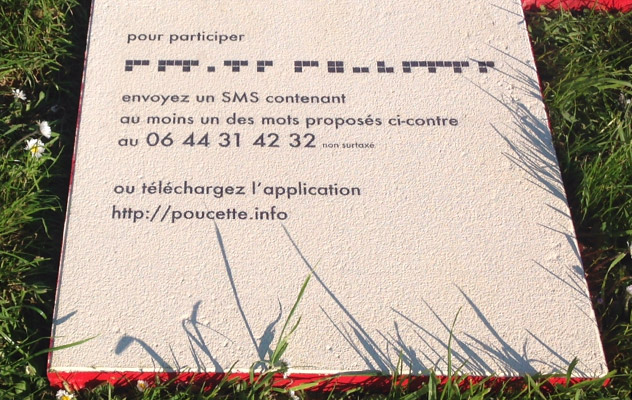 pour participer
envoyez un SMS contenant
au moins un des mots proposés ci-contre
au 06 44 31 42 32 non surtaxé
ou téléchargez l'application
http://poucette.info